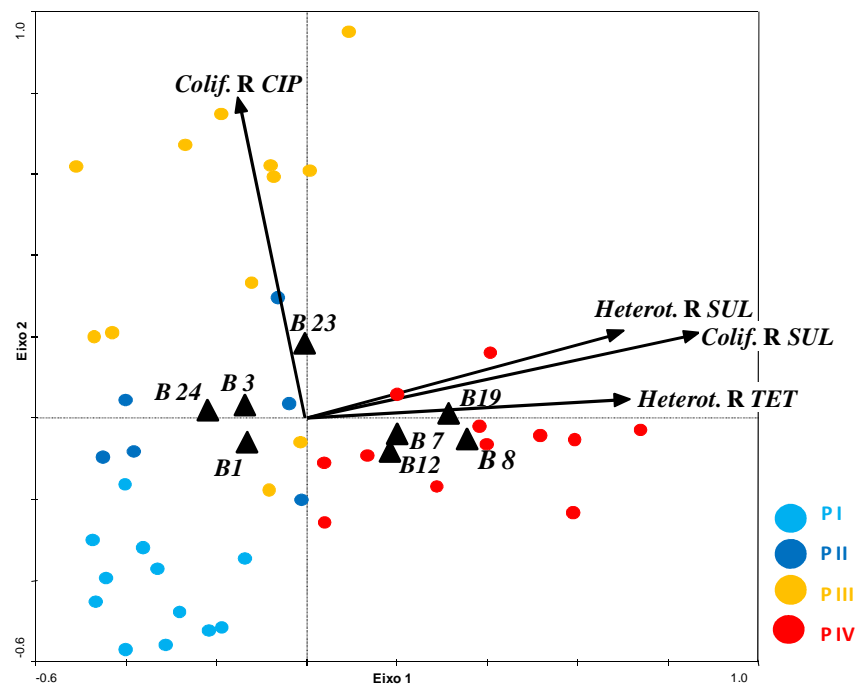 1.0
Colif. R CIP
Heterot. R SUL
Eixo 2
B 23
Colif. R SUL
B 24
B 3
B19
Heterot. R TET
B1
B 7
B12
B 8
P I
P II
P III
P IV
-0.6
-0.6
Eixo 1
1.0